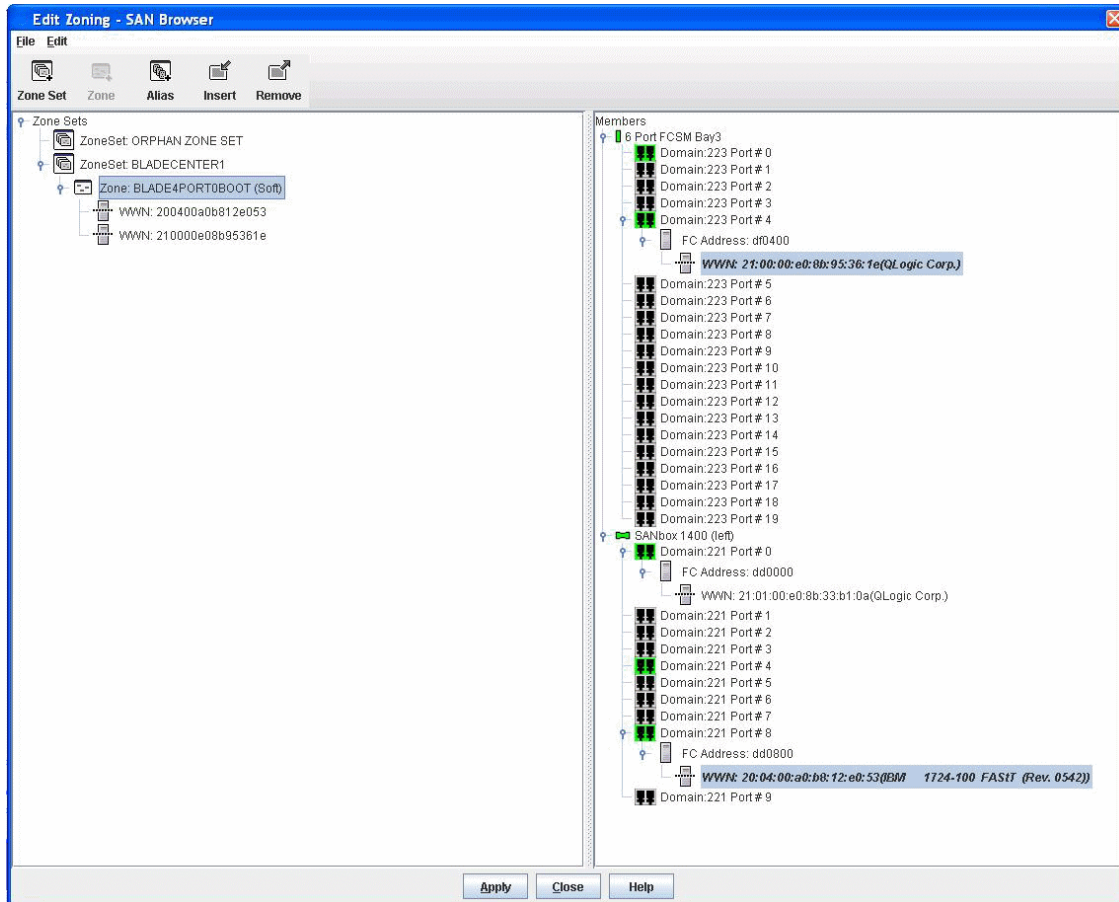 Edit Zoning - SAN Browser
File Edit
Zone Set Zone Alias Insert Remove
Zone Sets
ZoneSet: ORPHAN ZONE SET
ZoneSet: BLADECENTER1
Zone: BLADE4PORT0BOOT (Soft)
WWN: 200400a0b812e053
WWN: 210000e08b95361e
Members
6 Port FCSM Bay3
Domain:223 Port # 0
Domain:223 Port # 1
Domain:223 Port # 2
Domain:223 Port # 3
Domain:223 Port # 4
FC Address: df0400
WWN: 21:00:00:e0:8b:95:36:1e(QLogic Corp.)
Domain:223 Port # 5
Domain:223 Port # 6
Domain:223 Port # 7
Domain:223 Port # 8
Domain:223 Port # 9
Domain:223 Port # 10
Domain:223 Port # 11
Domain:223 Port # 12
Domain:223 Port # 13
Domain:223 Port # 14
Domain:223 Port # 15
Domain:223 Port # 16
Domain:223 Port # 17
Domain:223 Port # 18
Domain:223 Port # 19
SANbox 1400 (left)
Domain:221 Port # 0
FC Address: dd0000
WWN: 21:01:00:e0:8b:33:b1:0a(QLogic Corp.)
Domain:221 Port # 1
Domain:221 Port # 2
Domain:221 Port # 3
Domain:221 Port # 4
Domain:221 Port # 5
Domain:221 Port # 6
Domain:221 Port # 7
Domain:221 Port # 8
FC Address: dd0800
WWN: 20:04:00:a0:b8:12:e0:53(IBM 1724-100 FAStT (Rev. 0542))
Domain:221 Port # 9
Apply Close Help